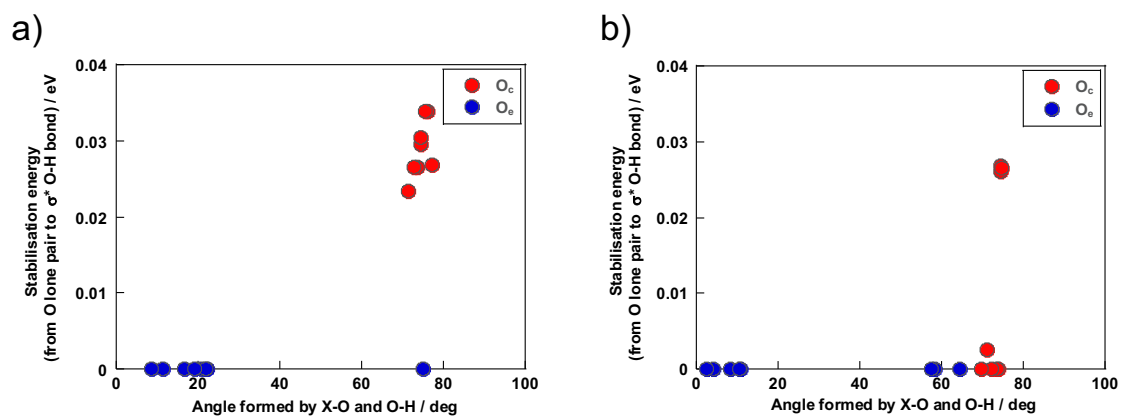 a)
Stabilisation energy
(from O lone pair to σ* O-H bond) / eV
0.04
0.03
0.02
0.01
0
0 20 40 60 80 100
Angle formed by X-O and O-H / deg
Oc
Oe
b)
Stabilisation energy
(from O lone pair to σ* O-H bond) / eV
0.04
0.03
0.02
0.01
0
0 20 40 60 80 100
Angle formed by X-O and O-H / deg
Oc
Oe